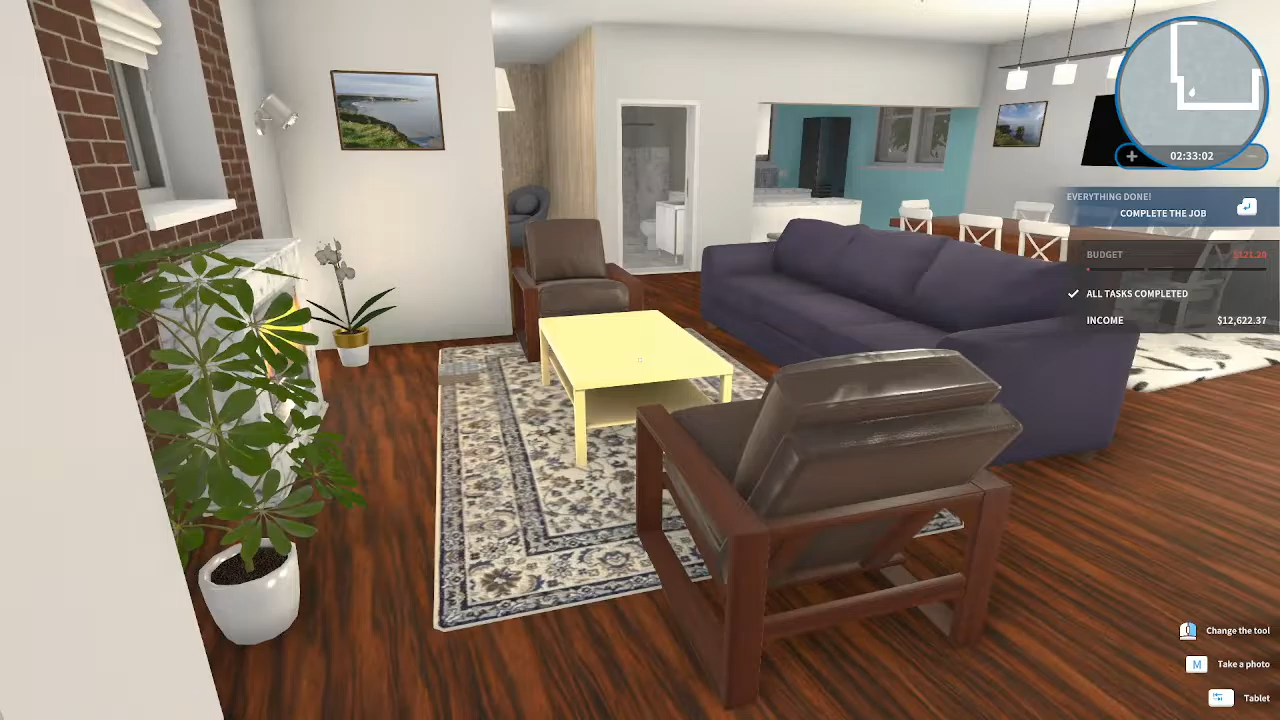 02:33:02
EVERYTHING DONE!
COMPLETE THE JOB
BUDGET
ALL TASKS COMPLETED
INCOME $12,622.37
Change the tool
M Take a photo
Tablet